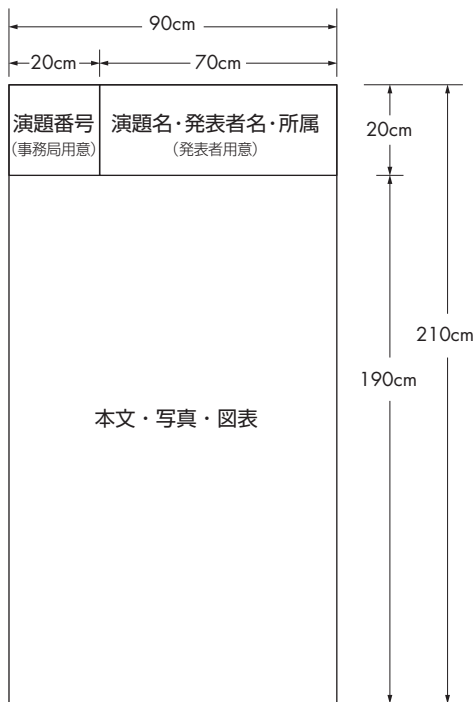 90cm
20cm 70cm
演題番号
(事務局用意)
演題名・発表者名・所属
(発表者用意)
20cm
210cm
190cm
本文・写真・図表